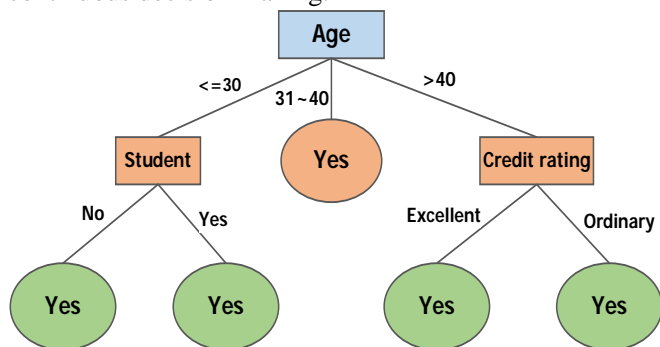 Age
<=30
31~40
>40
Student
Yes
Credit rating
No
Yes
Excellent
Ordinary
Yes
Yes
Yes
Yes